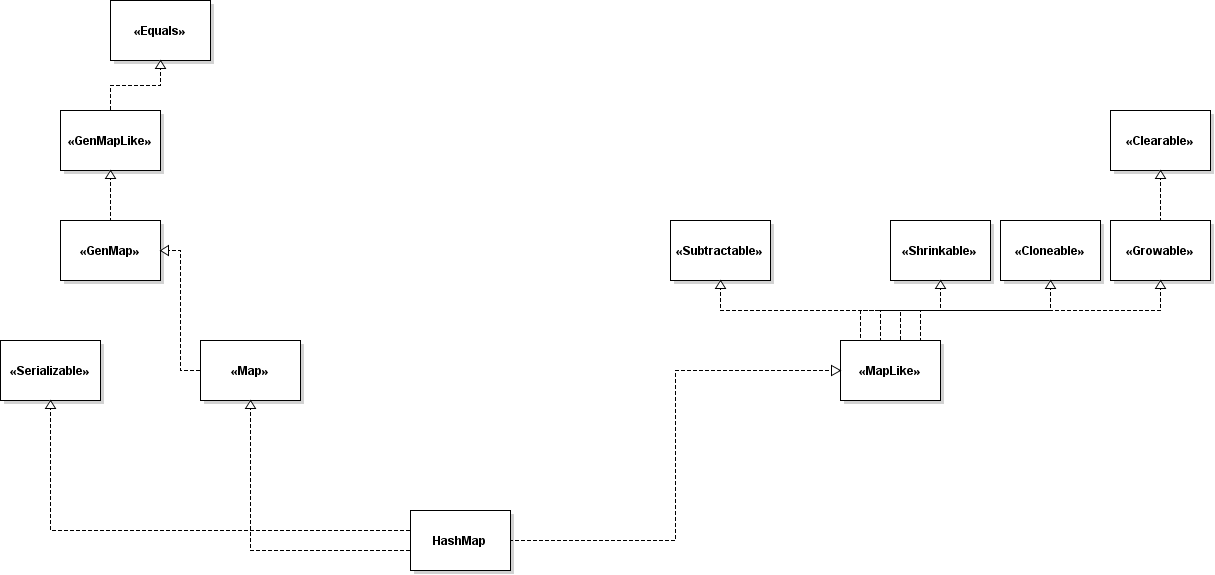 «Equals»
«GenMapLike»
«Clearable»
«GenMap»
«Subtractable»
«Shrinkable»
«Cloneable»
«Growable»
«Serializable»
«Map»
«MapLike»
HashMap